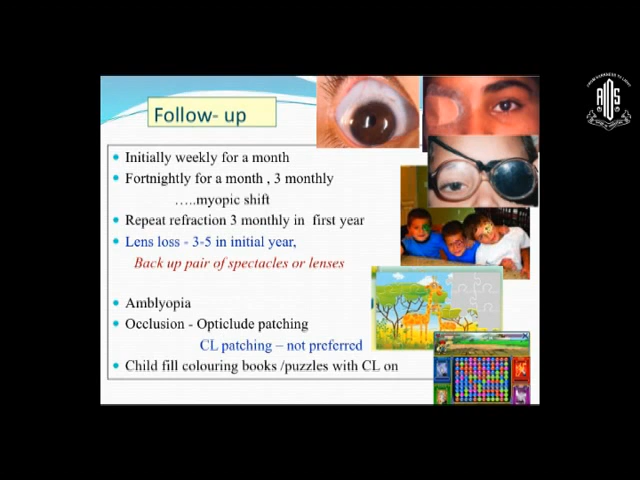 Follow- up
Initially weekly for a month
Fortnightly for a month , 3 monthly
…..myopic shift
Repeat refraction 3 monthly in first year
Lens loss - 3-5 in initial year,
Back up pair of spectacles or lenses
Amblyopia
Occlusion - Opticlude patching
CL patching – not preferred
Child fill colouring books /puzzles with CL on
AIOS